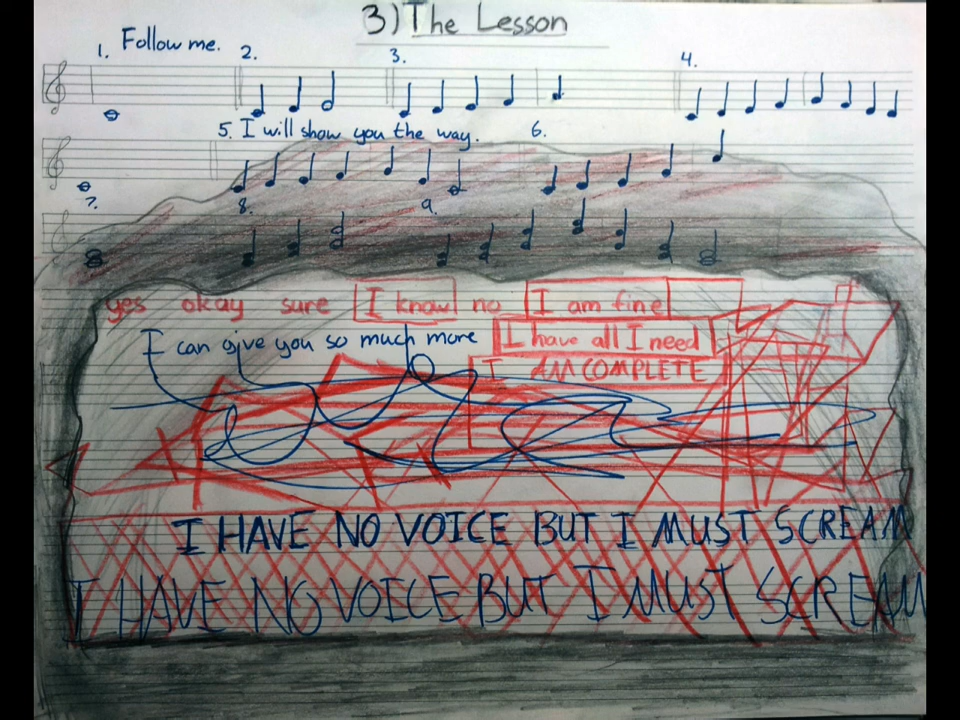 3) The Lesson
1. Follow me. 2. 3. 4.
5. I will show you the way. 6.
7. 8. 9.
yes okay sure I know no I am fine
I can give you so much more I have all I need
I AM COMPLETE
I HAVE NO VOICE BUT I MUST SCREAM
I HAVE NO VOICE BUT I MUST SCREAM